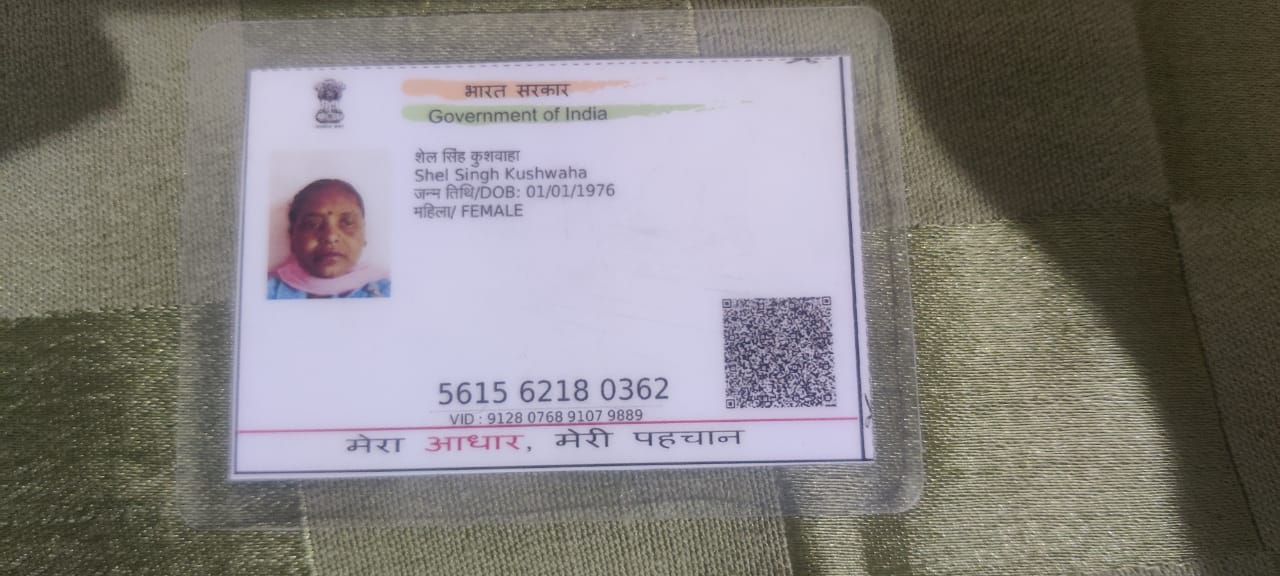 भारत सरकार
Government of India
शेल सिंह कुशवाहा
Shel Singh Kushwaha
जन्म तिथि/DOB: 01/01/1976
महिला/ FEMALE
5615 6218 0362
VID : 9128 0768 9107 9889
मेरा आधार, मेरी पहचान